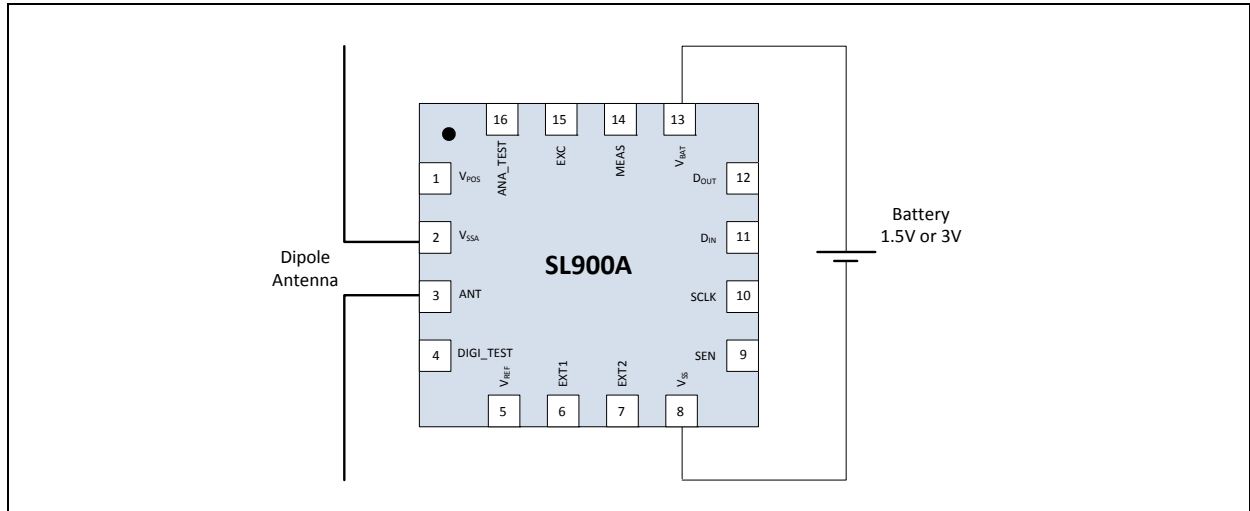 16
15
14
13
ANA_TEST
EXC
MEAS
VBAT
1
VPOS
DOUT
12
2
VSSA
DIN
11
Battery
1.5V or 3V
Dipole
Antenna
SL900A
3
ANT
SCLK
10
4
DIGI_TEST
SEN
9
VREF
EXT1
EXT2
VSS
5
6
7
8